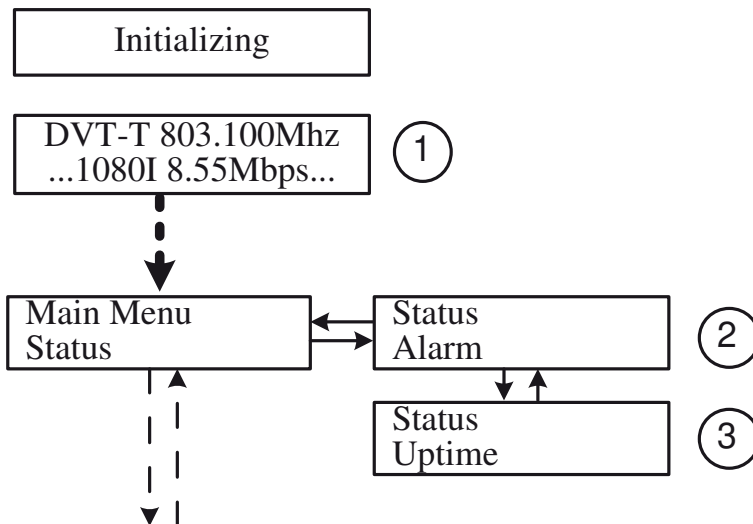 Initializing
DVT-T 803.100Mhz
...1080I 8.55Mbps...
1
Main Menu
Status
Status
Alarm
2
Status
Uptime
3